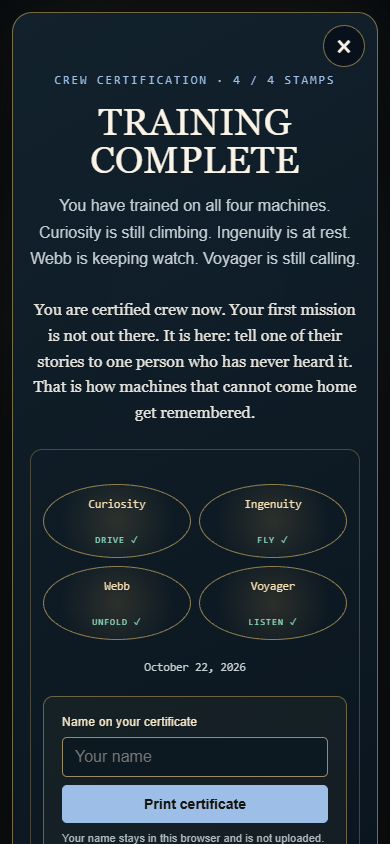 CREW CERTIFICATION · 4 / 4 STAMPS
TRAINING
COMPLETE
You have trained on all four machines.
Curiosity is still climbing. Ingenuity is at rest.
Webb is keeping watch. Voyager is still calling.
You are certified crew now. Your first mission
is not out there. It is here: tell one of their
stories to one person who has never heard it.
That is how machines that cannot come home
get remembered.
Curiosity
DRIVE ✓
Ingenuity
FLY ✓
Webb
UNFOLD ✓
Voyager
LISTEN ✓
October 22, 2026
Name on your certificate
Your name
Print certificate
Your name stays in this browser and is not uploaded.